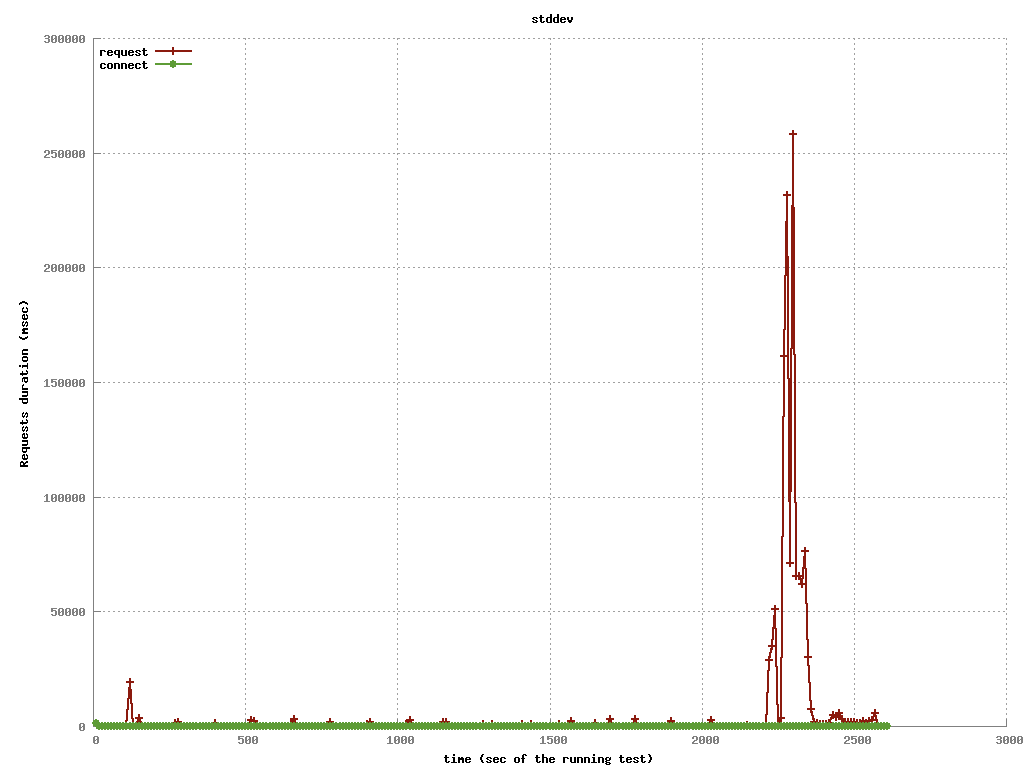 stddev
300000
request
connect
250000
200000
150000
100000
50000
0
Requests duration (msec)
0 500 1000 1500 2000 2500 3000
time (sec of the running test)